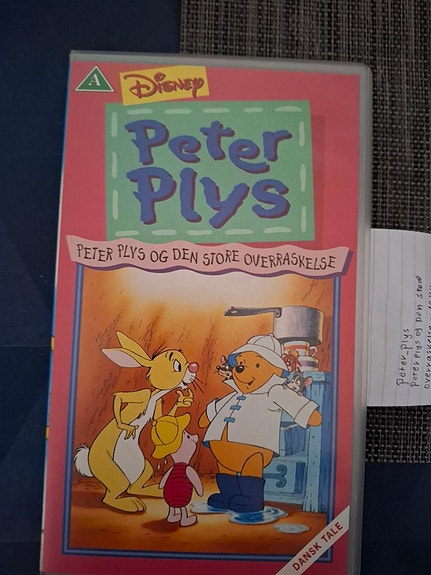 A
Disney
Peter
Plys
PETER PLYS OG DEN STORE OVERRASKELSE
DANSK TALE
Peter Plys
Peter Plys og Den store
overraskelse